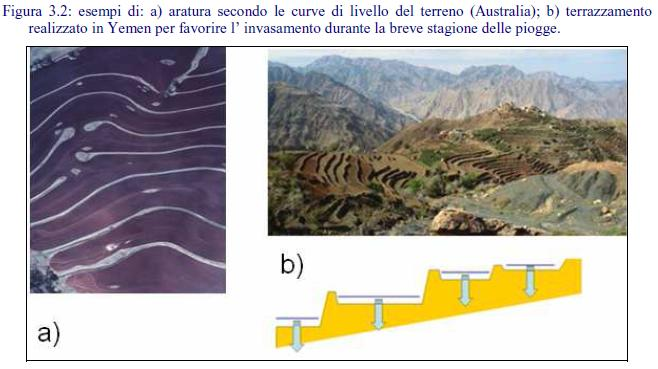 Figura 3.2: esempi di: a) aratura secondo le curve di livello del terreno (Australia); b) terrazzamento
realizzato in Yemen per favorire l’ invasamento durante la breve stagione delle piogge.
b)
a)